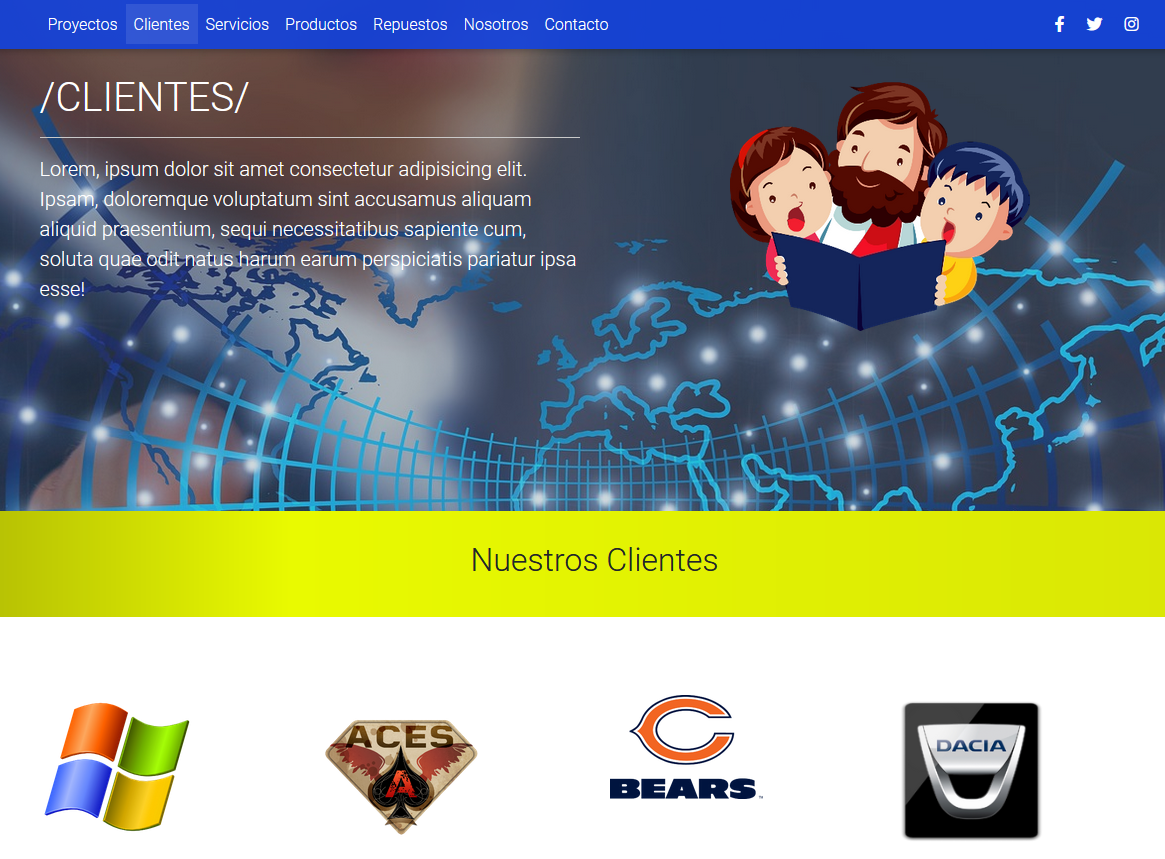 Proyectos Clientes Servicios Productos Repuestos Nosotros Contacto
/CLIENTES/
Lorem, ipsum dolor sit amet consectetur adipisicing elit.
Ipsam, doloremque voluptatum sint accusamus aliquam
aliquid praesentium, sequi necessitatibus sapiente cum,
soluta quae odit natus harum earum perspiciatis pariatur ipsa
esse!
Nuestros Clientes
ACES
A
C
BEARS
DACIA